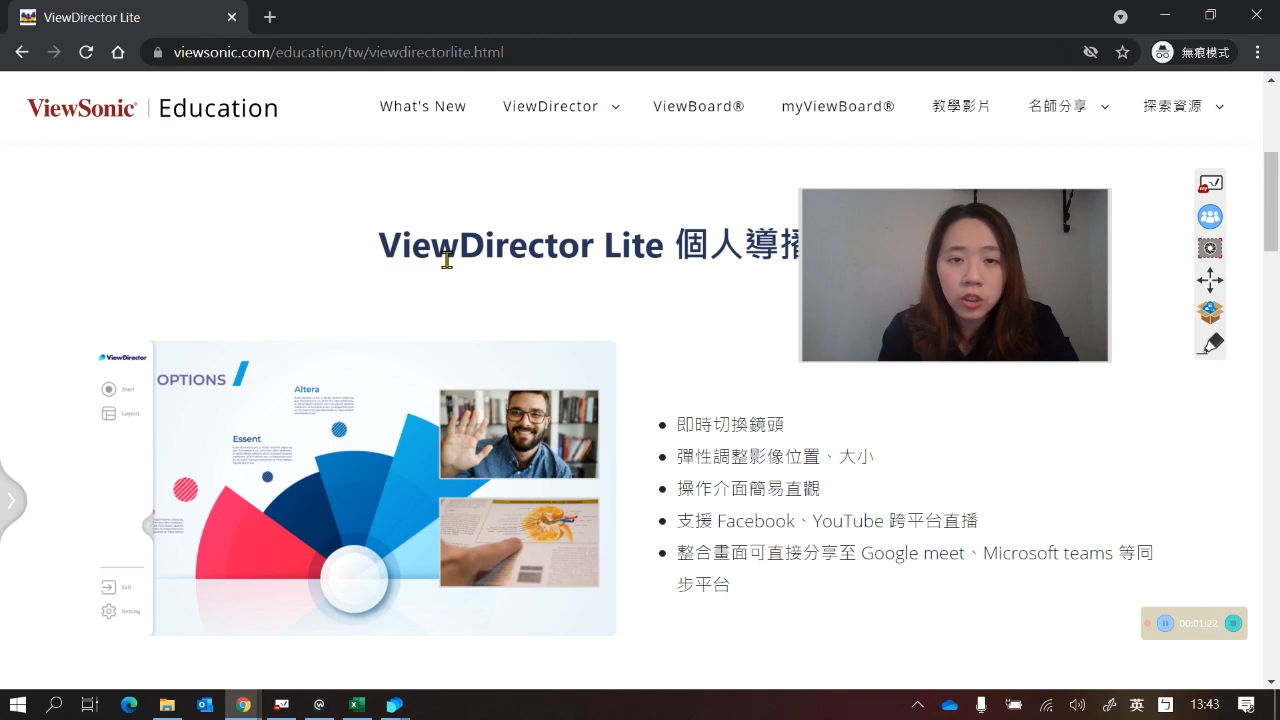 ViewDirector Lite
viewsonic.com/education/tw/viewdirectorlite.html
無痕模式
ViewSonic® | Education
What's New
ViewDirector
ViewBoard®
myViewBoard®
教學影片
名師分享
探索資源
ViewDirector Lite 個人導播
ViewDirector
Start
Layout
Exit
Setting
OPTIONS
Altera
Essent
即時切換鏡頭
彈性調整影像位置、大小
操作介面簡易直觀
支援 Facebook、YouTube 跨平台直播
整合畫面可直接分享至 Google meet、Microsoft teams 等同
步平台
00:01:22
英
ㄅ
13:43